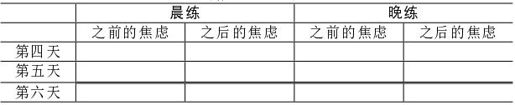 晨练 晚练
之前的焦虑 之后的焦虑 之前的焦虑 之后的焦虑
第四天
第五天
第六天